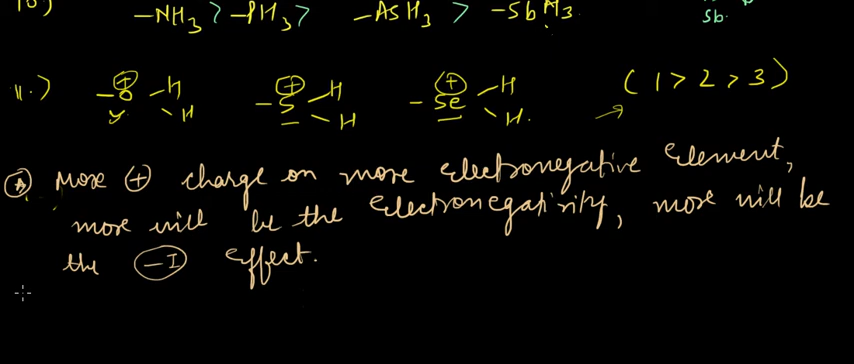 -NH3 > -PH3 > -AsH3 > -SbH3
Sb.
11.) -O⊕ -H -H -S⊕ -H -H -Se⊕ -H -H. (1 > 2 > 3)
More ⊕ charge on more Electronegative Element,
more will be the Electronegativity, more will be
the -I Effect.